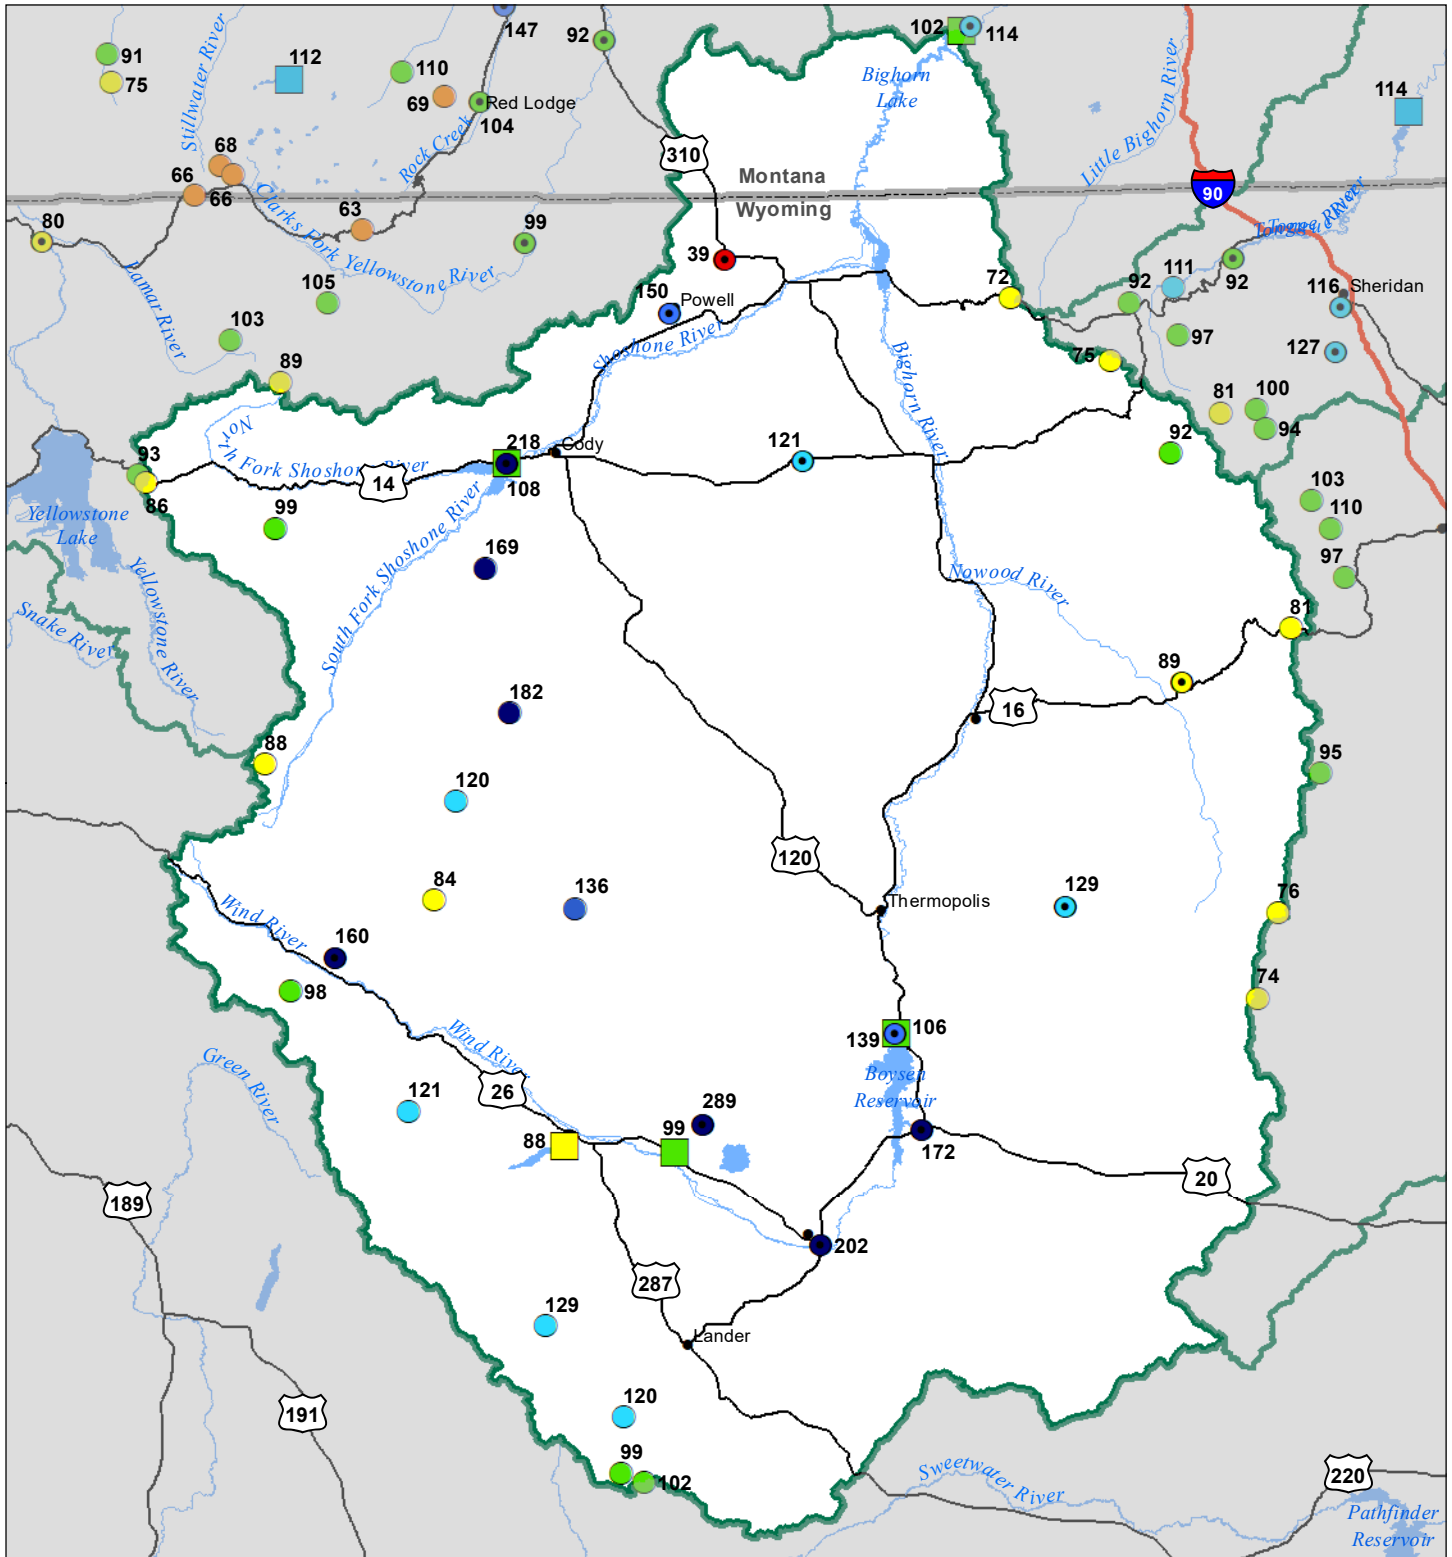 147
92
102
114
91
75
112
110
69
Red Lodge
104
Stillwater River
Rock Creek
Bighorn
Lake
Little Bighorn River
114
68
66
66
310
Montana
Wyoming
90
Clarks Fork Yellowstone River
63
99
80
Lamar River
39
Tongue River
105
150
Powell
72
92
111
92
116
Sheridan
103
Shoshone River
97
127
89
Bighorn River
75
81
100
94
North Fork Shoshone River
93
86
14
218
108
Cody
121
92
Yellowstone
Lake
99
169
South Fork Shoshone River
103
110
97
Nowood River
Yellowstone River
Snake River
81
89
182
16
88
120
95
120
84
136
Thermopolis
129
76
Wind River
160
98
74
139
106
Wind River
Green River
Boysen
Reservoir
121
26
289
88
99
172
20
189
202
287
129
Lander
191
120
99
102
Sweetwater River
220
Pathfinder
Reservoir